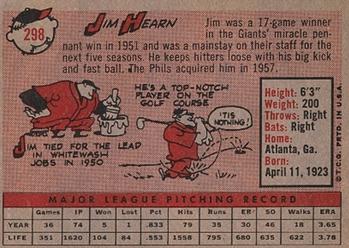 298
JIM HEARN
Jim was a 17-game winner
in the Giants' miracle pen-
nant win in 1951 and was a mainstay on their staff for the
next five seasons. He keeps hitters loose with his big
kick and fast ball. The Phils acquired him in 1957.
HE'S A TOP-NOTCH
PLAYER ON THE
GOLF COURSE
'TIS
NOTHING!
JIM TIED FOR THE LEAD
IN WHITEWASH
JOBS IN 1950
Height: 6'3"
Weight: 200
Throws: Right
Bats: Right
Home:
Atlanta, Ga.
Born:
April 11, 1923
© T.C.G. PRTD. IN U.S.A.
MAJOR LEAGUE PITCHING RECORD
Games IP Won Lost Pct. Hits Runs ER SO Walks ERA
YEAR 36 74 5 1 .833 79 35 30 46 18 3.65
LIFE 351 1620 104 84 .553 1558 795 680 635 622 3.78